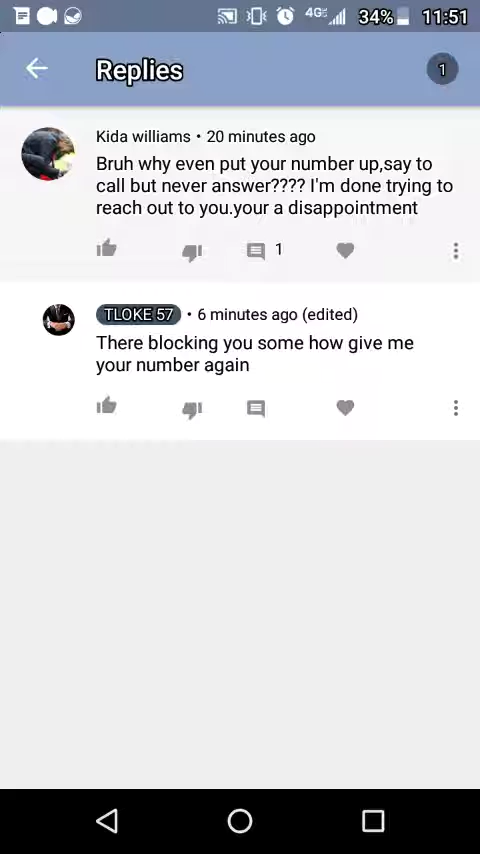 4G 34% 11:51
Replies 1
Kida williams • 20 minutes ago
Bruh why even put your number up,say to
call but never answer???? I'm done trying to
reach out to you.your a disappointment
1
TLOKE 57 • 6 minutes ago (edited)
There blocking you some how give me
your number again